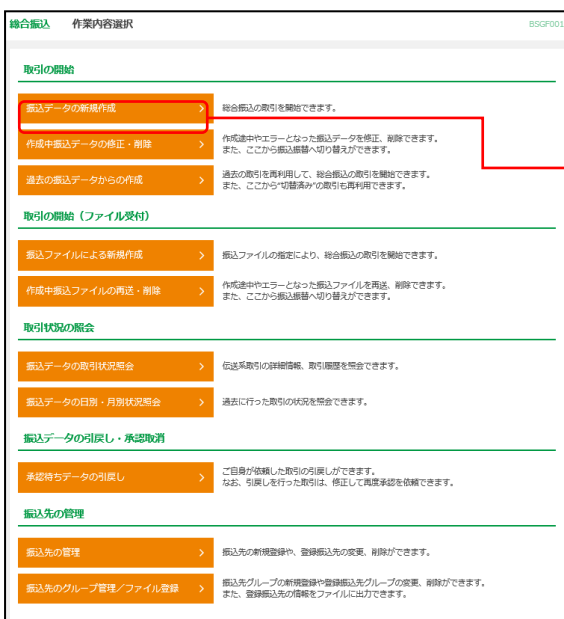 総合振込 作業内容選択 BSGF001
取引の開始
振込データの新規作成 総合振込の取引を開始できます。
作成中振込データの修正・削除 作成途中やエラーとなった振込データを修正、削除できます。
また、ここから振込振替へ切り替えができます。
過去の振込データからの作成 過去の取引を再利用して、総合振込の取引を開始できます。
また、ここから"切替済み"の取引も再利用できます。
取引の開始（ファイル受付）
振込ファイルによる新規作成 振込ファイルの指定により、総合振込の取引を開始できます。
作成中振込ファイルの再送・削除 作成途中やエラーとなった振込ファイルを再送、削除できます。
また、ここから振込振替へ切り替えができます。
取引状況の照会
振込データの取引状況照会 伝送系取引の詳細情報、取引履歴を照会できます。
振込データの日別・月別状況照会 過去に行った取引の状況を照会できます。
振込データの引戻し・承認取消
承認待ちデータの引戻し ご自身が依頼した取引の引戻しができます。
なお、引戻しを行った取引は、修正して再度承認を依頼できます。
振込先の管理
振込先の管理 振込先の新規登録や、登録振込先の変更、削除ができます。
振込先のグループ管理／ファイル登録 振込先グループの新規登録や登録振込先グループの変更、削除ができます。
また、登録振込先の情報をファイルに出力できます。